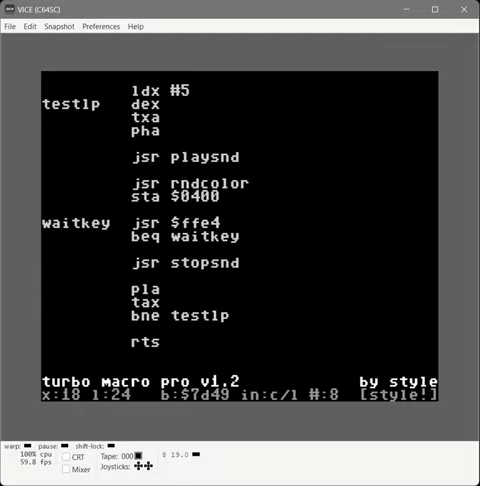 VICE (C64SC)
File Edit Snapshot Preferences Help
ldx #5
testlp dex
txa
pha
jsr playsnd
jsr rndcolor
sta $0400
waitkey jsr $ffe4
beq waitkey
jsr stopsnd
pla
tax
bne testlp
rts
turbo macro pro v1.2 by style
x:18 l:24 b:$7d49 in:c/l #:8 [style!]
warp: pause: shift-lock:
100% cpu
59.8 fps
CRT
Mixer
Tape: 000
Joysticks:
8 19.0